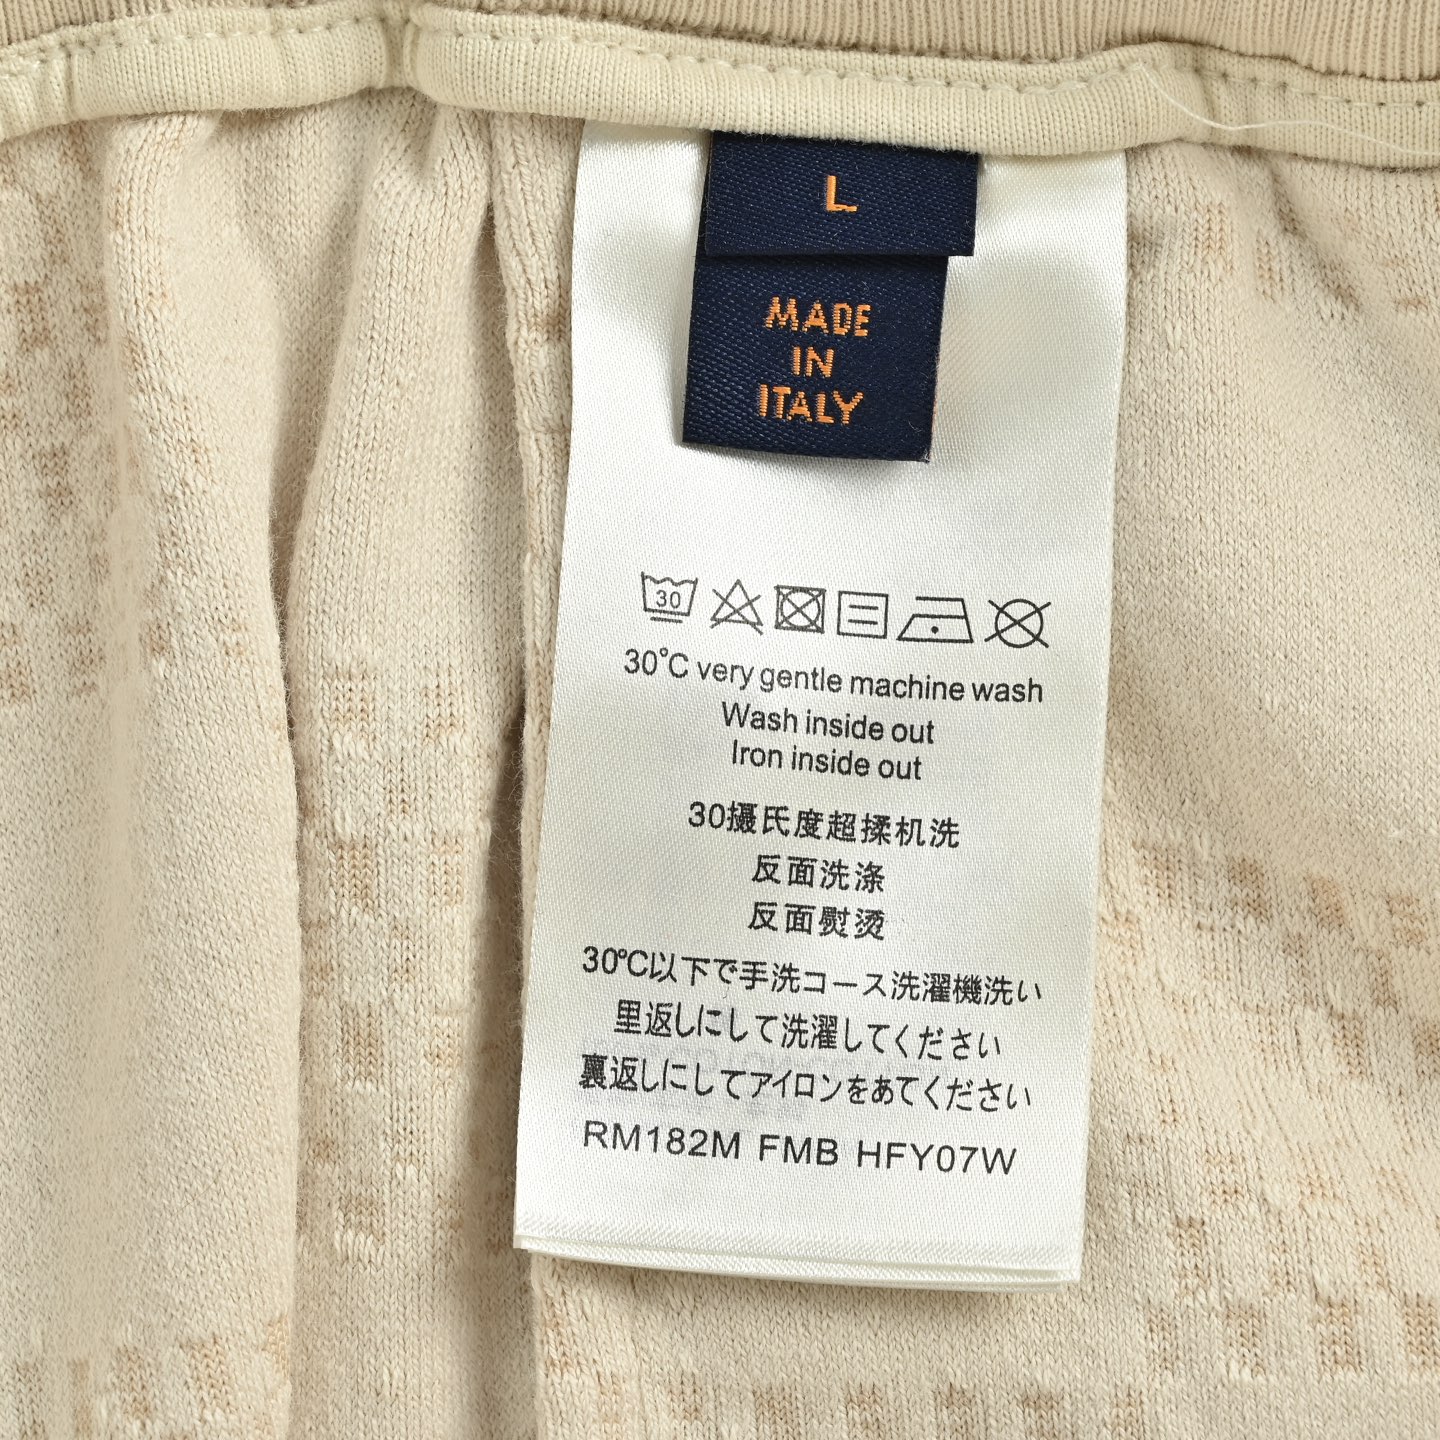 L
MADE
IN
ITALY
30
30°C very gentle machine wash
Wash inside out
Iron inside out
30摄氏度超揉机洗
反面洗涤
反面熨烫
30℃以下で手洗コース洗濯機洗い
里返しにして洗濯してください
裏返しにしてアイロンをあてください
RM182M FMB HFY07W